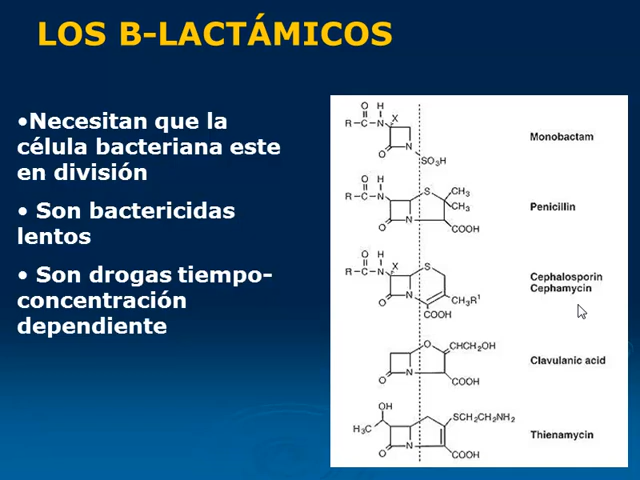 LOS B-LACTÁMICOS
•Necesitan que la
célula bacteriana este
en división
• Son bactericidas
lentos
• Son drogas tiempo-
concentración
dependiente
O H
R C N X
O N
SO₃H
Monobactam
O H
R C N S CH₃
CH₃
O N
COOH
Penicillin
O H
R C N X S
O N CH₃R¹
COOH
Cephalosporin
Cephamycin
O CHCH₂OH
O N
COOH
Clavulanic acid
OH
H₃C SCH₂CH₂NH₂
O N
COOH
Thienamycin